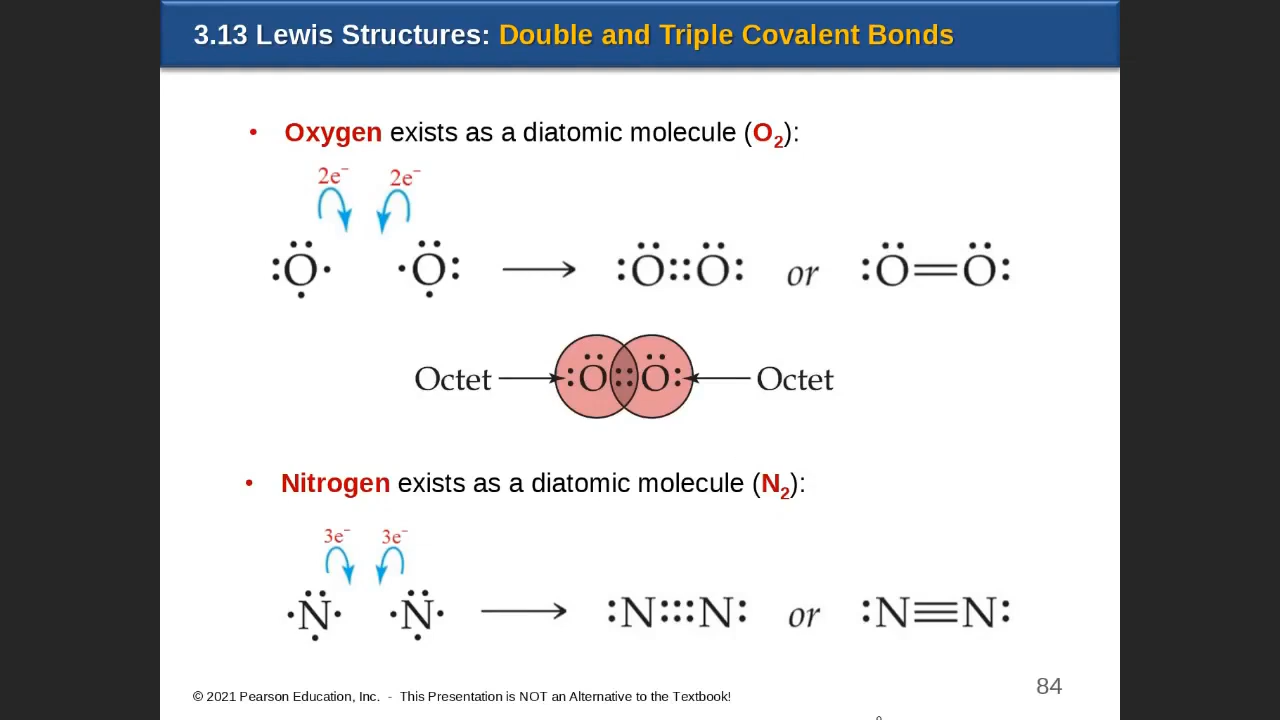 3.13 Lewis Structures: Double and Triple Covalent Bonds
• Oxygen exists as a diatomic molecule (O₂):
2e⁻ 2e⁻
:Ö· ·Ö: ⟶ :Ö::Ö: or :Ö=Ö:
Octet :Ö::Ö: Octet
• Nitrogen exists as a diatomic molecule (N₂):
3e⁻ 3e⁻
·N̈· ·N̈· ⟶ :N:::N: or :N≡N:
© 2021 Pearson Education, Inc. - This Presentation is NOT an Alternative to the Textbook!
84